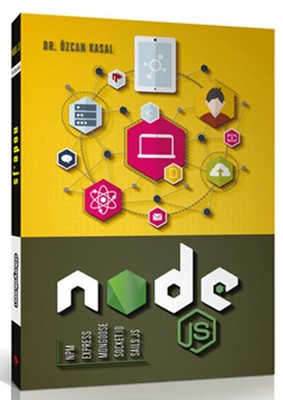 DR. ÖZCAN KASAL
node.js
node
JS
NPM
EXPRESS
MONGOOSE
SOCKET.IO
SAILS.JS